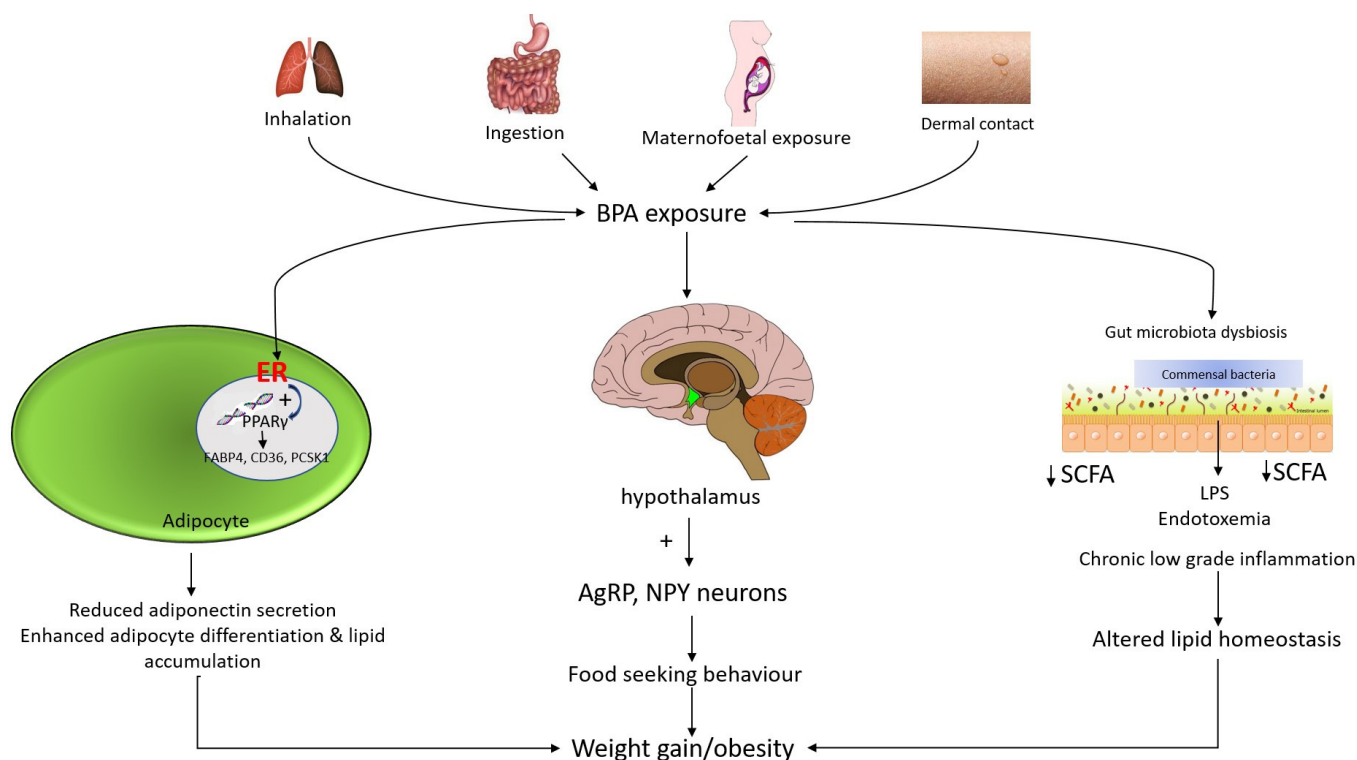 Inhalation
Ingestion
Maternofoetal exposure
Dermal contact
BPA exposure
ER
+
PPARγ
FABP4, CD36, PCSK1
Adipocyte
Reduced adiponectin secretion
Enhanced adipocyte differentiation & lipid
accumulation
hypothalamus
+
AgRP, NPY neurons
Food seeking behaviour
Gut microbiota dysbiosis
Commensal bacteria
Intestinal lumen
↓ SCFA
↓ SCFA
LPS
Endotoxemia
Chronic low grade inflammation
Altered lipid homeostasis
Weight gain/obesity